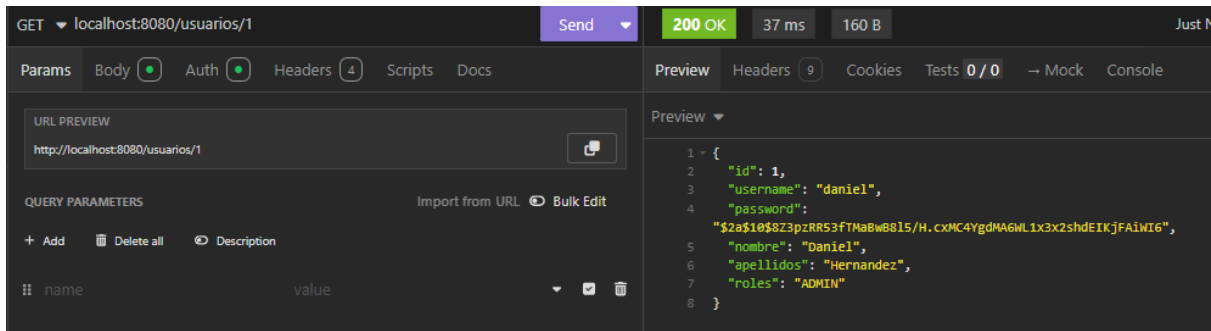 GET localhost:8080/usuarios/1 Send
Params Body Auth Headers 4 Scripts Docs
URL PREVIEW
http://localhost:8080/usuarios/1
QUERY PARAMETERS Import from URL Bulk Edit
+ Add Delete all Description
name value
200 OK 37 ms 160 B Just N
Preview Headers 9 Cookies Tests 0 / 0 → Mock Console
Preview
1 {
2 "id": 1,
3 "username": "daniel",
4 "password":
"$2a$10$8Z3pzRR53fTMaBwB8l5/H.cxMC4YgdMA6WL1x3x2shdEIKjFAiWI6",
5 "nombre": "Daniel",
6 "apellidos": "Hernandez",
7 "roles": "ADMIN"
8 }